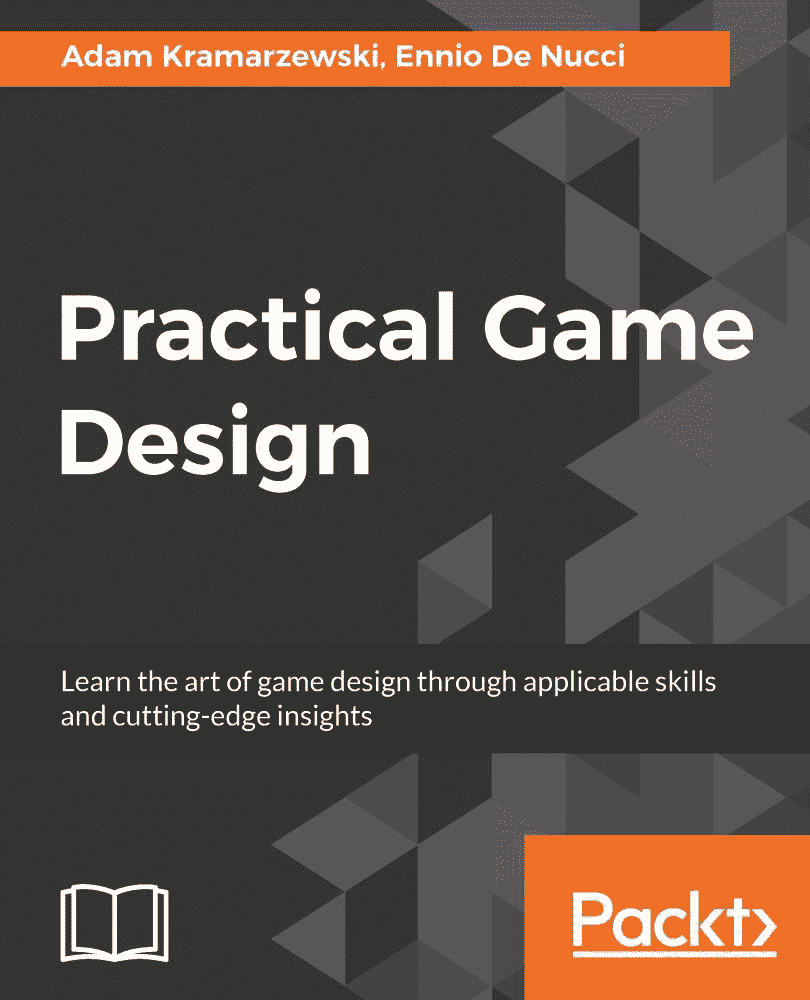 Adam Kramarzewski, Ennio De Nucci
Practical Game
Design
Learn the art of game design through applicable skills
and cutting-edge insights
Packt>